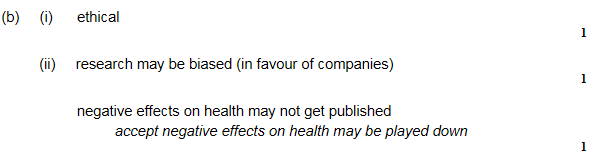 (b) (i) ethical
1
(ii) research may be biased (in favour of companies)
1
negative effects on health may not get published
accept negative effects on health may be played down
1